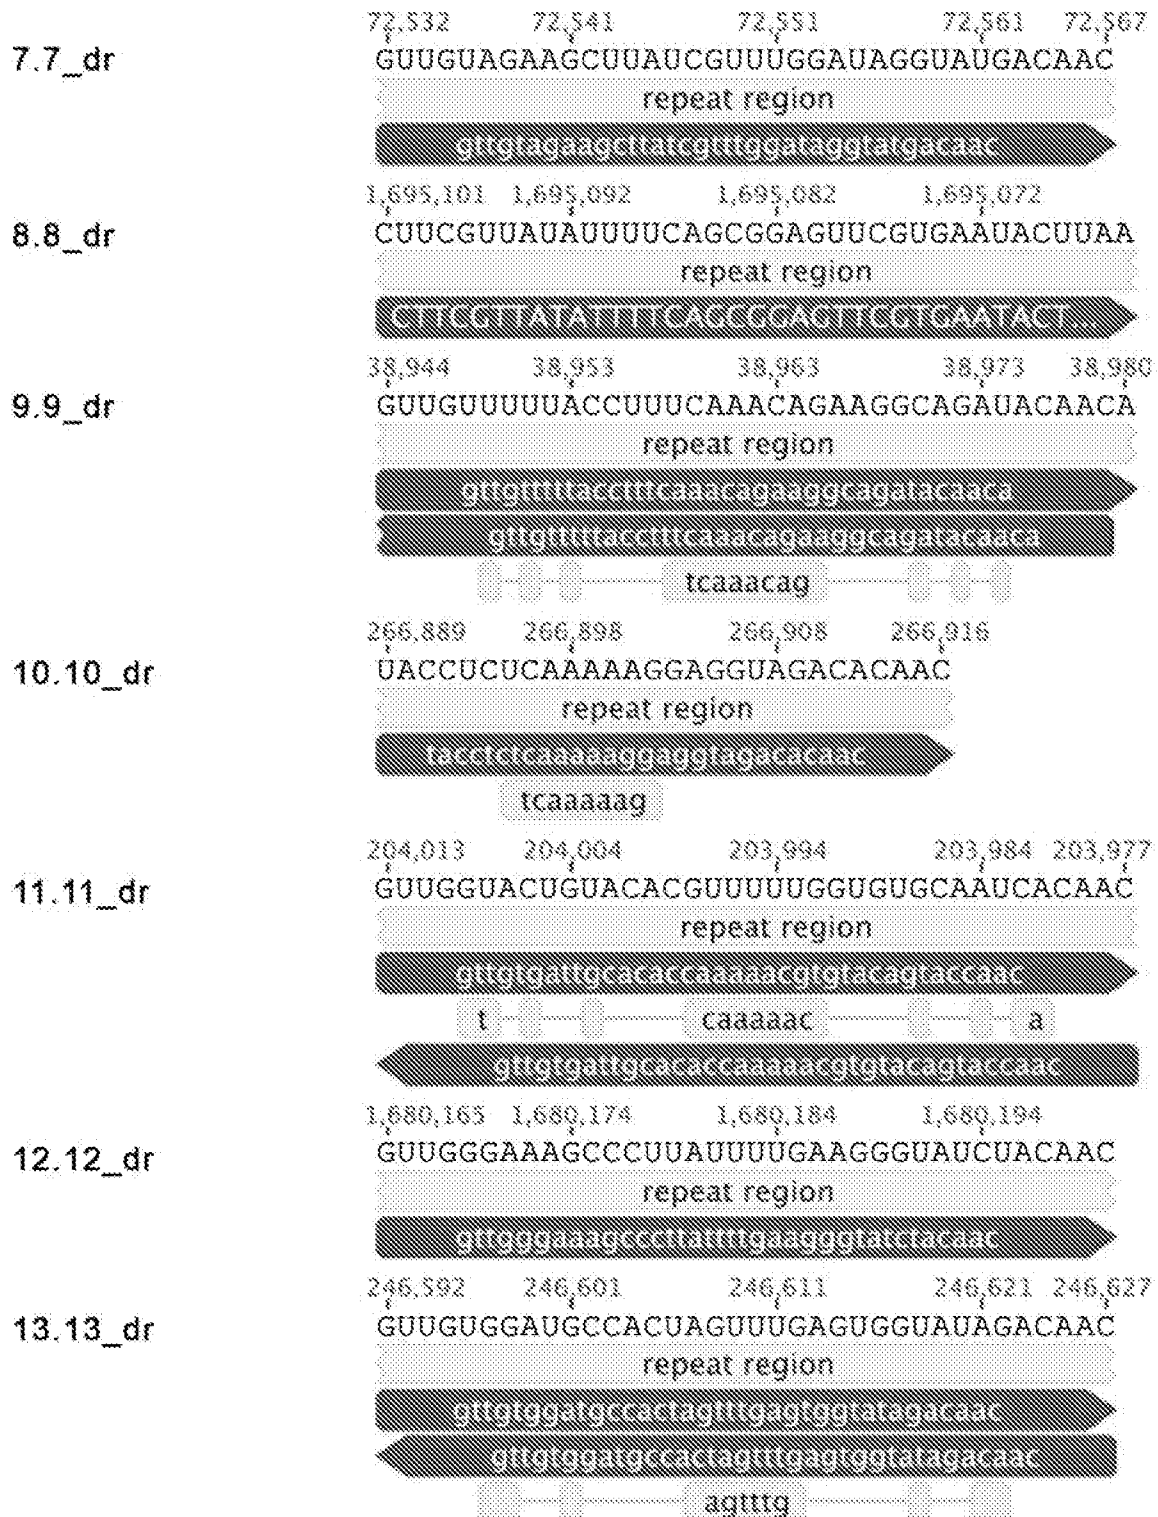 72,532 72,541 72,551 72,561 72,567
7.7_dr GUUGUAGAAGCUUAUCGUUUGGAUAGGUAUGACAAC
repeat region
gttgtagaagcttatcgtttggataggtatgacaac
1,695,101 1,695,092 1,695,082 1,695,072
8.8_dr CUUCGUUAUAUUUUCAGCGGAGUUCGUGAAUACUUAA
repeat region
CTTCGTTATATTTTCAGCGGAGTTCGTGAATACT...
38,944 38,953 38,963 38,973 38,980
9.9_dr GUUGUUUUUACCUUUCAAACAGAAGGCAGAUACAACA
repeat region
gttgtttttacctttcaaacagaaggcagatacaaca
gttgtttttacctttcaaacagaaggcagatacaaca
tcaaacag
266,889 266,898 266,908 266,916
10.10_dr UACCUCUCAAAAAGGAGGUAGACACAAC
repeat region
tacctctcaaaaaggaggtagacacaac
tcaaaaag
204,013 204,004 203,994 203,984 203,977
11.11_dr GUUGGUACUGUACACGUUUUUGGUGUGCAAUCACAAC
repeat region
gttgtgattgcacaccaaaaacgtgtacagtaccaac
t caaaaac a
gttgtgattgcacaccaaaaacgtgtacagtaccaac
1,680,165 1,680,174 1,680,184 1,680,194
12.12_dr GUUGGGAAAGCCCUUAUUUUGAAGGGUAUCUACAAC
repeat region
gttgggaaagcccttattttgaagggtatctacaac
246,592 246,601 246,611 246,621 246,627
13.13_dr GUUGUGGAUGCCACUAGUUUGAGUGGUAUAGACAAC
repeat region
gttgtggatgccactagtttgagtggtatagacaac
gttgtggatgccactagtttgagtggtatagacaac
agtttg